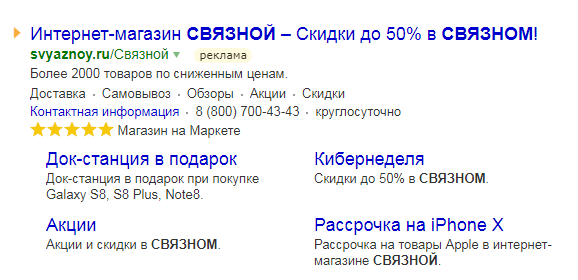 Интернет-магазин СВЯЗНОЙ – Скидки до 50% в СВЯЗНОМ!
svyaznoy.ru/Связной реклама
Более 2000 товаров по сниженным ценам.
Доставка · Самовывоз · Обзоры · Акции · Скидки
Контактная информация · 8 (800) 700-43-43 · круглосуточно
Магазин на Маркете
Док-станция в подарок
Док-станция в подарок при покупке
Galaxy S8, S8 Plus, Note8.
Кибернеделя
Скидки до 50% в СВЯЗНОМ.
Акции
Акции и скидки в СВЯЗНОМ.
Рассрочка на iPhone X
Рассрочка на товары Apple в интернет-
магазине СВЯЗНОЙ.